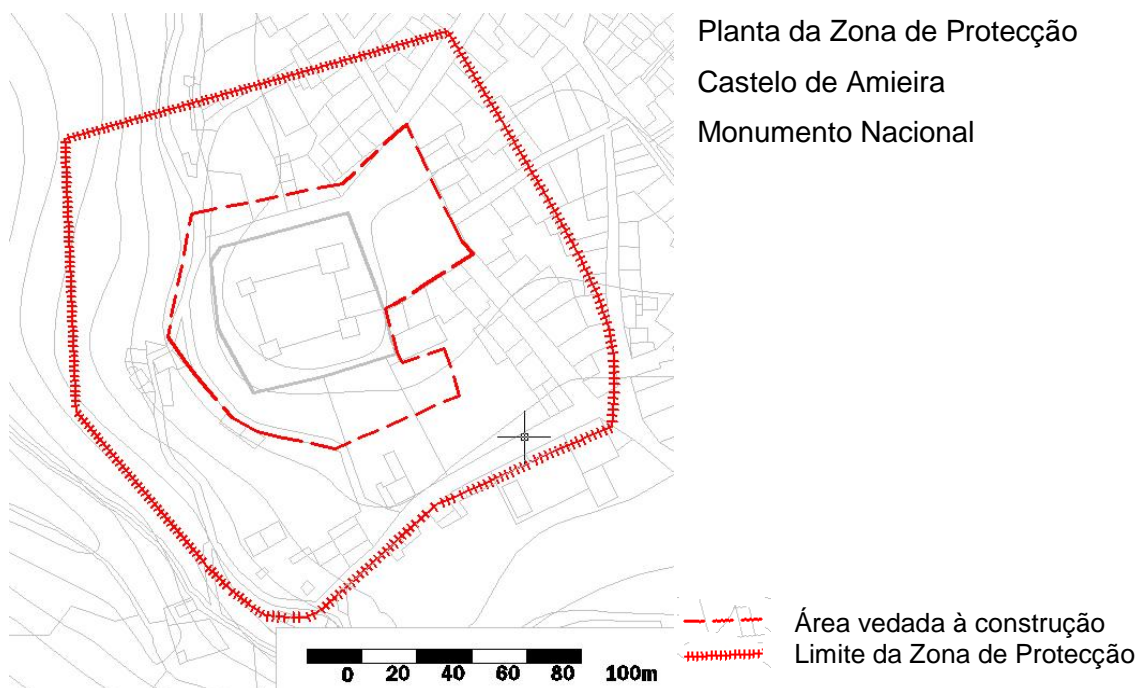 Planta da Zona de Protecção
Castelo de Amieira
Monumento Nacional
Área vedada à construção
Limite da Zona de Protecção
0 20 40 60 80 100m